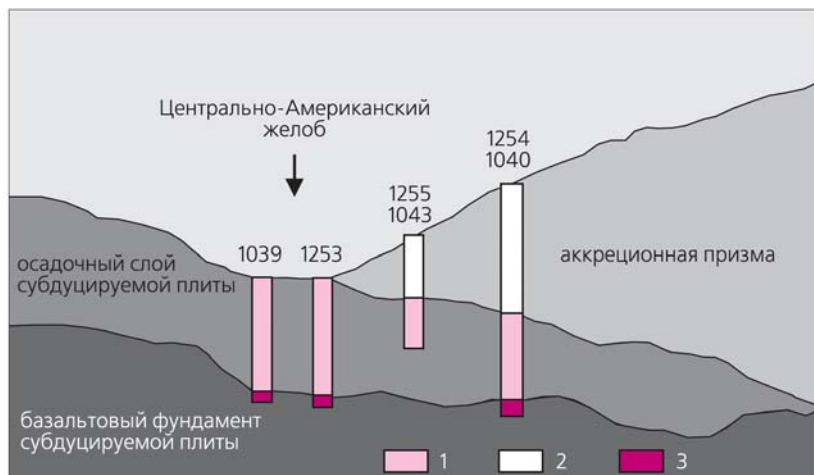 Центрально-Американский
желоб
1254
1040
1255
1043
1039
1253
осадочный слой
субдуцируемой плиты
аккреционная призма
базальтовый фундамент
субдуцируемой плиты
1
2
3